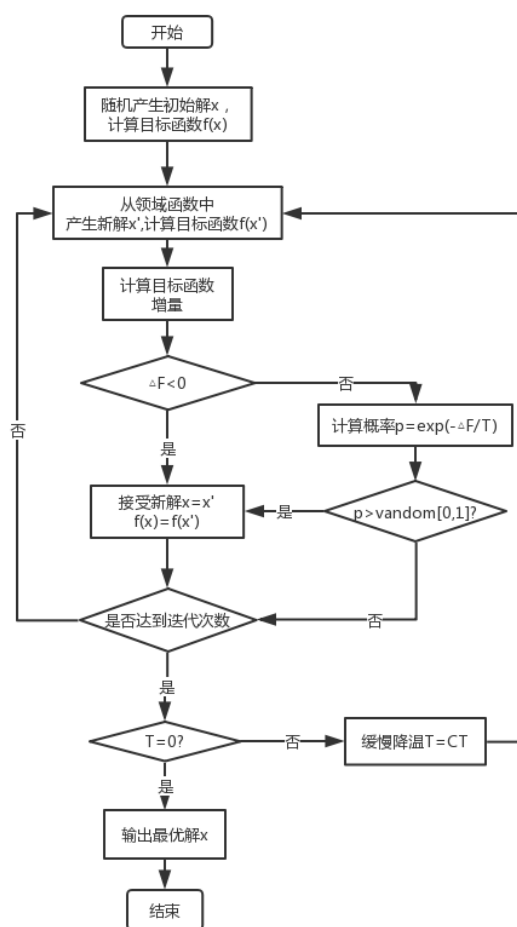 开始
随机产生初始解x，
计算目标函数f(x)
从领域函数中
产生新解x',计算目标函数f(x')
计算目标函数
增量
△F<0
否
否
计算概率p=exp(-△F/T)
是
接受新解x=x'
f(x)=f(x')
是
p>vandom[0,1]?
是否达到迭代次数
否
是
T=0?
否
缓慢降温T=CT
是
输出最优解x
结束